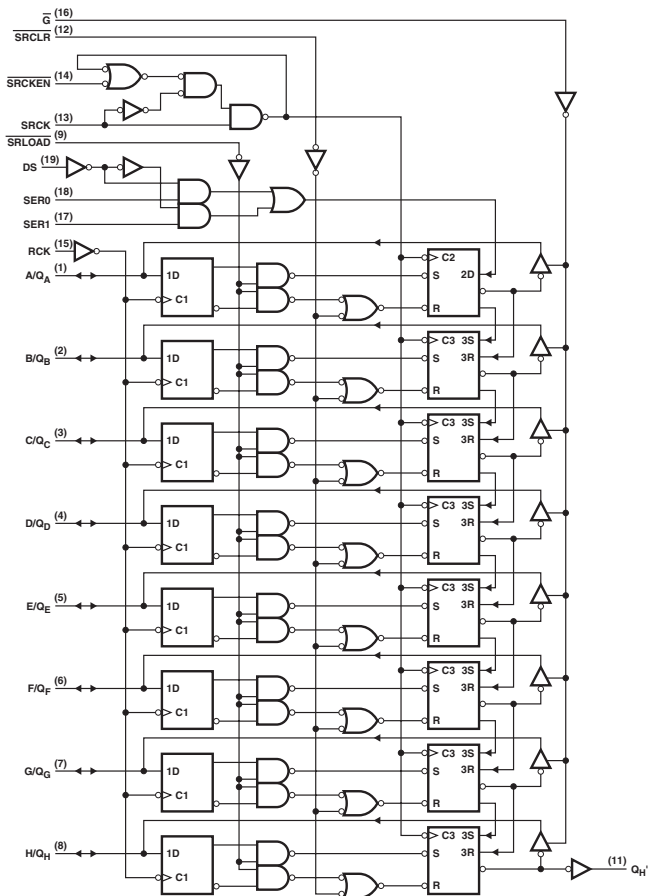 G (16)
SRCLR (12)
SRCKEN (14)
SRCK (13)
SRLOAD (9)
DS (19)
SER0 (18)
SER1 (17)
RCK (15)
A/QA (1)
1D
C1
S
R
C2
2D
B/QB (2)
1D
C1
S
R
C3 3S
3R
C/QC (3)
1D
C1
S
R
C3 3S
3R
D/QD (4)
1D
C1
S
R
C3 3S
3R
E/QE (5)
1D
C1
S
R
C3 3S
3R
F/QF (6)
1D
C1
S
R
C3 3S
3R
G/QG (7)
1D
C1
S
R
C3 3S
3R
H/QH (8)
1D
C1
S
R
C3 3S
3R
(11)
QH'